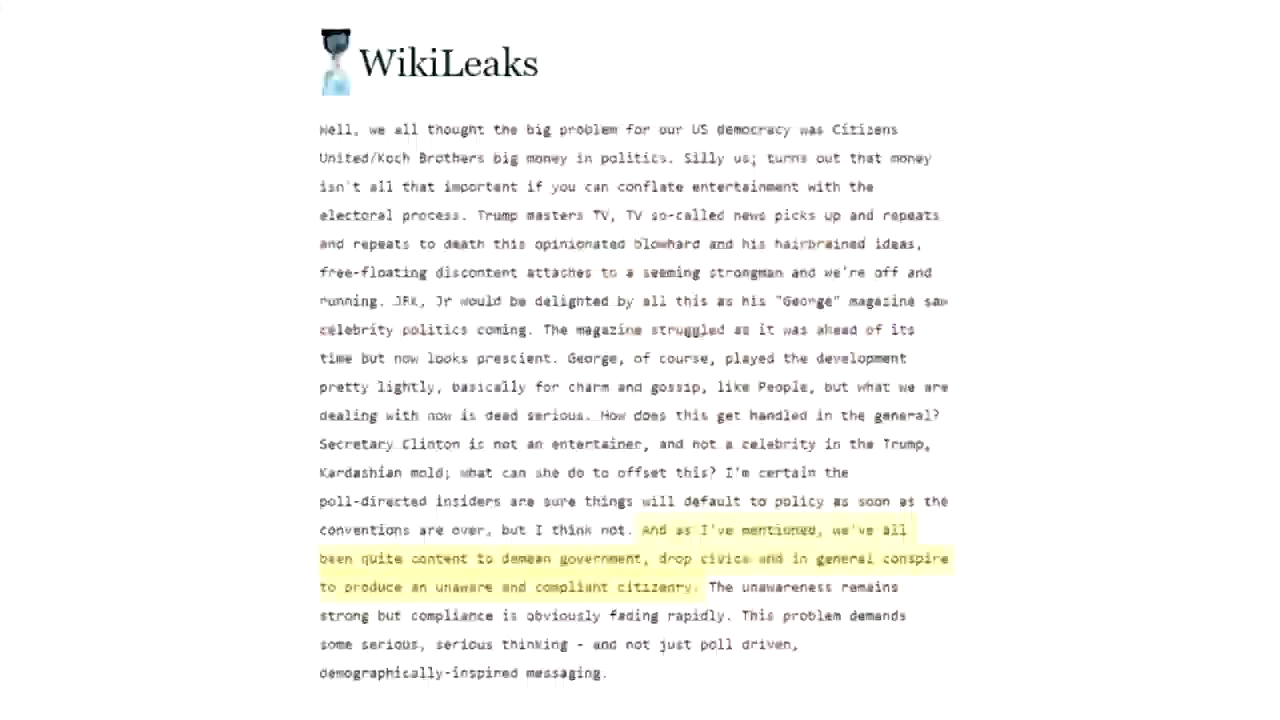 WikiLeaks
Well, we all thought the big problem for our US democracy was Citizens
United/Koch Brothers big money in politics. Silly us; turns out that money
isn't all that important if you can conflate entertainment with the
electoral process. Trump masters TV, TV so-called news picks up and repeats
and repeats to death this opinionated blowhard and his hairbrained ideas,
free-floating discontent attaches to a seeming strongman and we're off and
running. JFK, Jr would be delighted by all this as his "George" magazine saw
celebrity politics coming. The magazine struggled as it was ahead of its
time but now looks prescient. George, of course, played the development
pretty lightly, basically for charm and gossip, like People, but what we are
dealing with now is dead serious. How does this get handled in the general?
Secretary Clinton is not an entertainer, and not a celebrity in the Trump,
Kardashian mold; what can she do to offset this? I'm certain the
poll-directed insiders are sure things will default to policy as soon as the
conventions are over, but I think not. And as I've mentioned, we've all
been quite content to demean government, drop civics and in general conspire
to produce an unaware and compliant citizenry. The unawareness remains
strong but compliance is obviously fading rapidly. This problem demands
some serious, serious thinking - and not just poll driven,
demographically-inspired messaging.